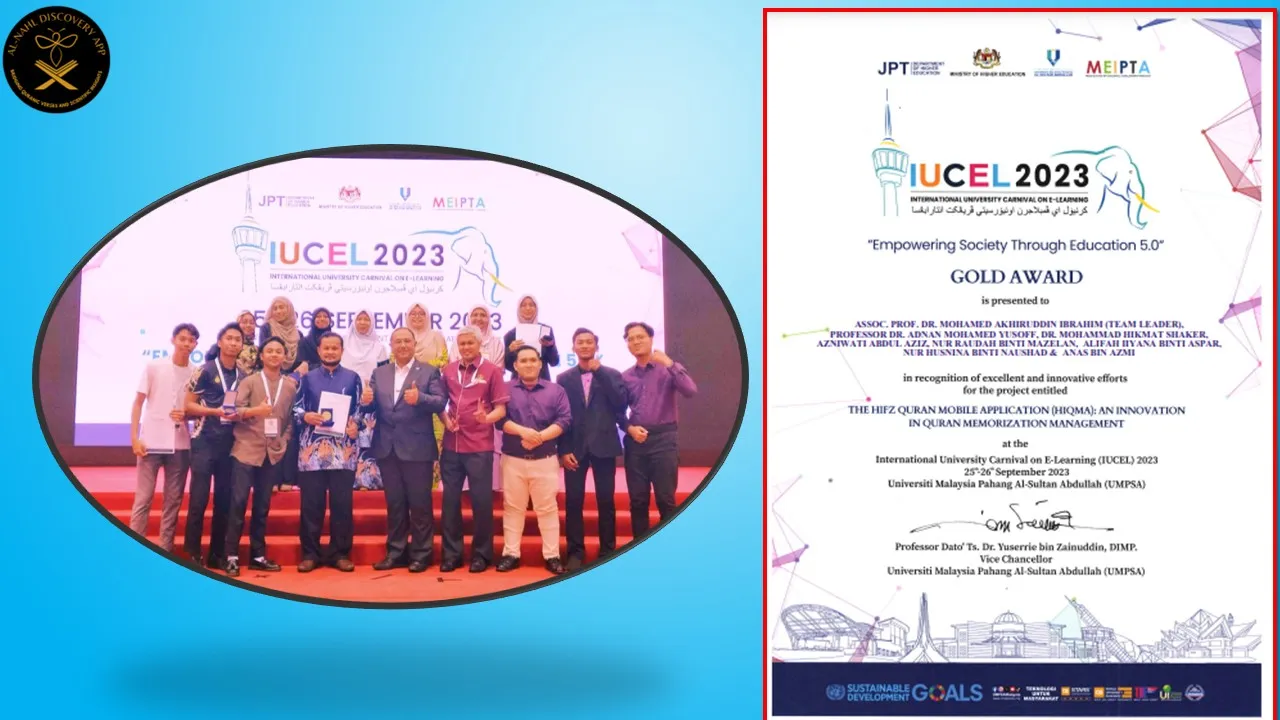 AL-NAHL DISCOVERY APP
BRIDGING QURANIC VERSES AND SCIENTIFIC INSIGHTS
JPT
MINISTRY OF HIGHER EDUCATION
MEIPTA
IUCEL 2023
INTERNATIONAL UNIVERSITY CARNIVAL ON E-LEARNING
SEPTEMBER 2023
JPT DEPARTMENT OF HIGHER EDUCATION
MINISTRY OF HIGHER EDUCATION
MEIPTA
IUCEL 2023
INTERNATIONAL UNIVERSITY CARNIVAL ON E-LEARNING
"Empowering Society Through Education 5.0"
GOLD AWARD
is presented to
ASSOC. PROF. DR. MOHAMED AKHIRUDDIN IBRAHIM (TEAM LEADER),
PROFESSOR DR. ADNAN MOHAMED YUSOFF, DR. MOHAMMAD HIKMAT SHAKER,
AZNIWATI ABDUL AZIZ, NUR RAUDAH BINTI MAZELAN, ALIFAH IIYANA BINTI ASPAR,
NUR HUSNINA BINTI NAUSHAD & ANAS BIN AZMI
in recognition of excellent and innovative efforts
for the project entitled
THE HIFZ QURAN MOBILE APPLICATION (HIQMA): AN INNOVATION
IN QURAN MEMORIZATION MANAGEMENT
at the
International University Carnival on E-Learning (IUCEL) 2023
25th-26th September 2023
Universiti Malaysia Pahang Al-Sultan Abdullah (UMPSA)
Professor Dato' Ts. Dr. Yuserrie bin Zainuddin, DIMP.
Vice Chancellor
Universiti Malaysia Pahang Al-Sultan Abdullah (UMPSA)
SUSTAINABLE DEVELOPMENT GOALS
TEKNOLOGI UNTUK MASYARAKAT